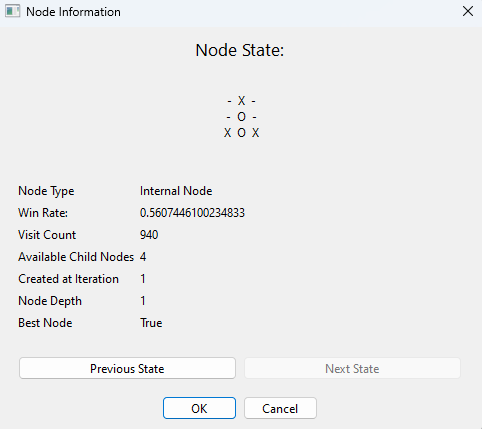 Node Information
Node State:
- X -
- O -
X O X
Node Type Internal Node
Win Rate: 0.5607446100234833
Visit Count 940
Available Child Nodes 4
Created at Iteration 1
Node Depth 1
Best Node True
Previous State Next State
OK Cancel